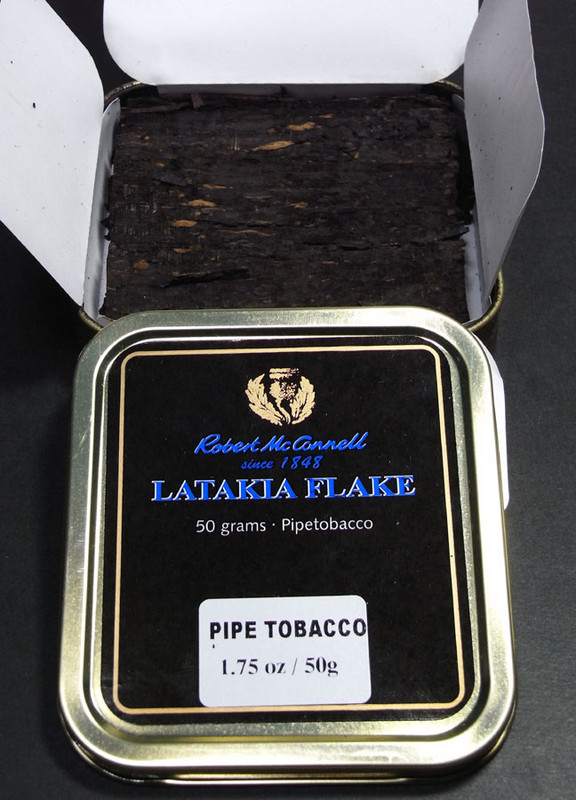 Robert McConnell
since 1848
LATAKIA FLAKE
50 grams · Pipetobacco
PIPE TOBACCO
1.75 oz / 50g